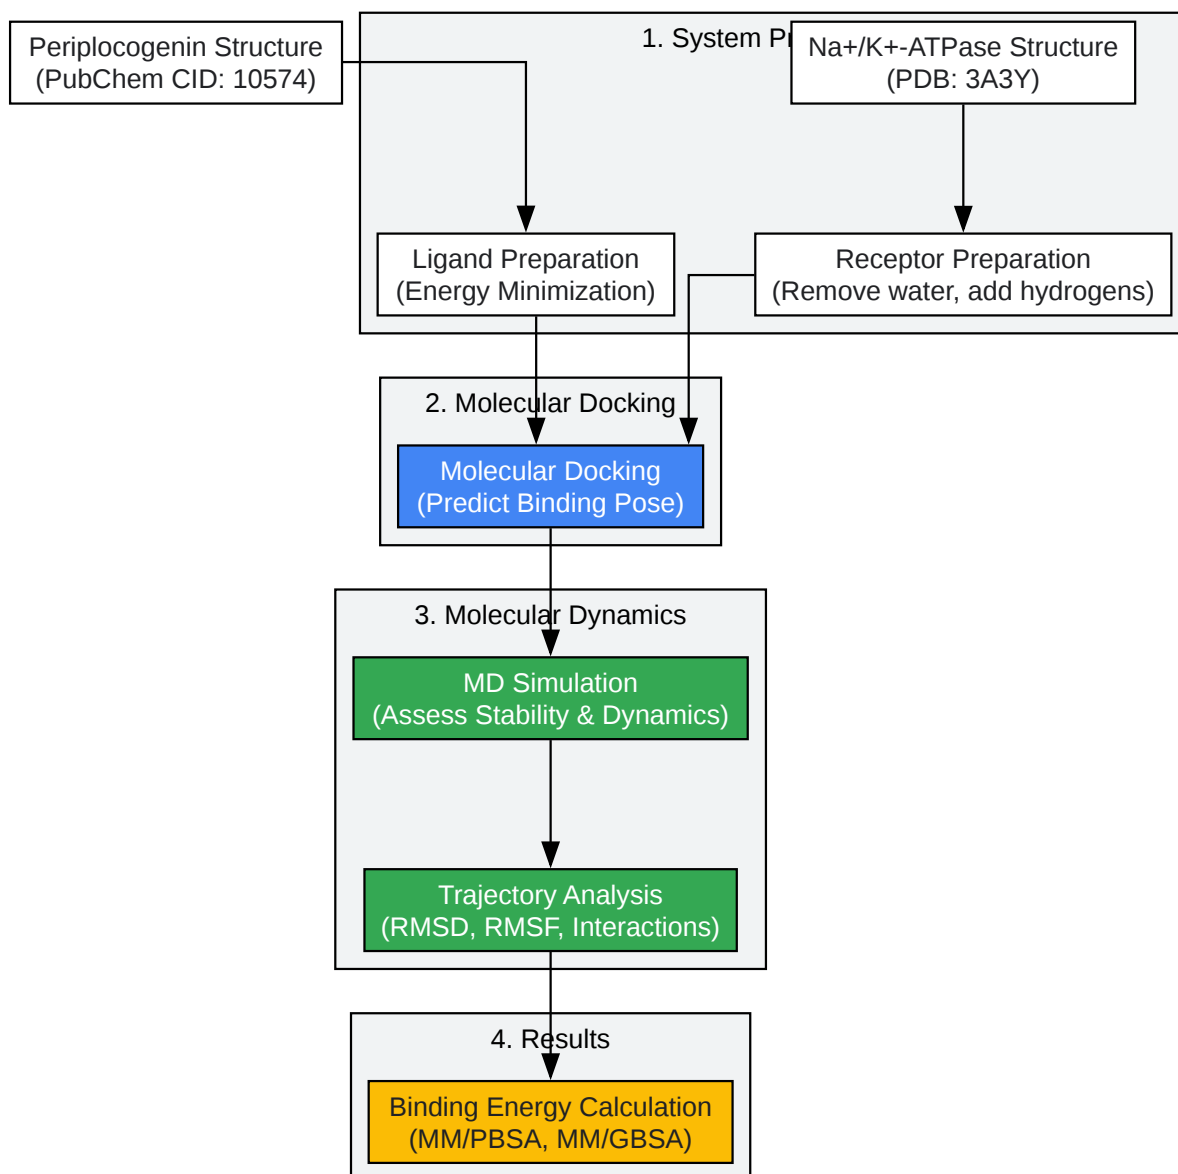 Periplocogenin Structure
(PubChem CID: 10574)
1. System Pr
Na+/K+-ATPase Structure
(PDB: 3A3Y)
Ligand Preparation
(Energy Minimization)
Receptor Preparation
(Remove water, add hydrogens)
2. Molecular Docking
Molecular Docking
(Predict Binding Pose)
3. Molecular Dynamics
MD Simulation
(Assess Stability & Dynamics)
Trajectory Analysis
(RMSD, RMSF, Interactions)
4. Results
Binding Energy Calculation
(MM/PBSA, MM/GBSA)